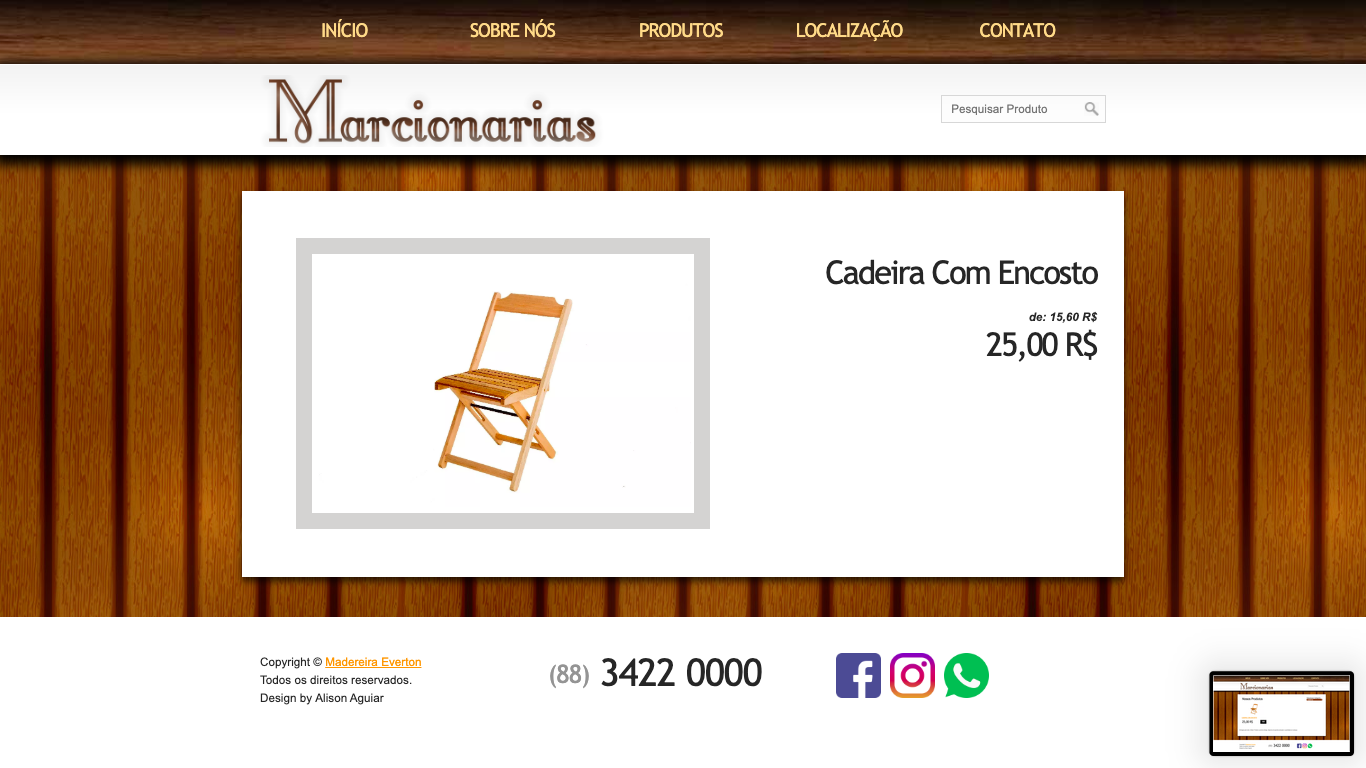 INÍCIO SOBRE NÓS PRODUTOS LOCALIZAÇÃO CONTATO
Marcionarias
Pesquisar Produto
Cadeira Com Encosto
de: 15,60 R$
25,00 R$
Copyright © Madereira Everton
Todos os direitos reservados.
Design by Alison Aguiar
(88) 3422 0000
Marcionarias